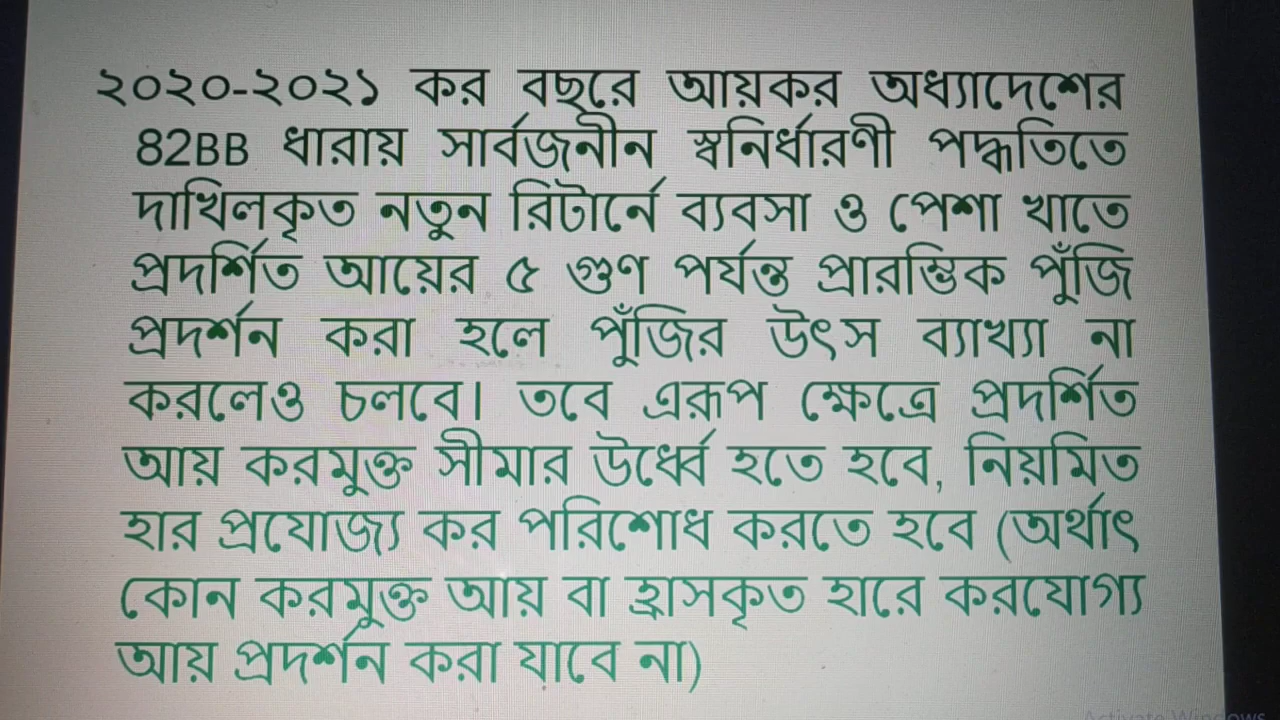 ২০২০-২০২১ কর বছরে আয়কর অধ্যাদেশের
82BB ধারায় সার্বজনীন স্বনির্ধারণী পদ্ধতিতে
দাখিলকৃত নতুন রিটার্নে ব্যবসা ও পেশা খাতে
প্রদর্শিত আয়ের ৫ গুণ পর্যন্ত প্রারম্ভিক পুঁজি
প্রদর্শন করা হলে পুঁজির উৎস ব্যাখ্যা না
করলেও চলবে। তবে এরূপ ক্ষেত্রে প্রদর্শিত
আয় করমুক্ত সীমার উর্ধ্বে হতে হবে, নিয়মিত
হার প্রযোজ্য কর পরিশোধ করতে হবে (অর্থাৎ
কোন করমুক্ত আয় বা হ্রাসকৃত হারে করযোগ্য
আয় প্রদর্শন করা যাবে না)
Activate Windows